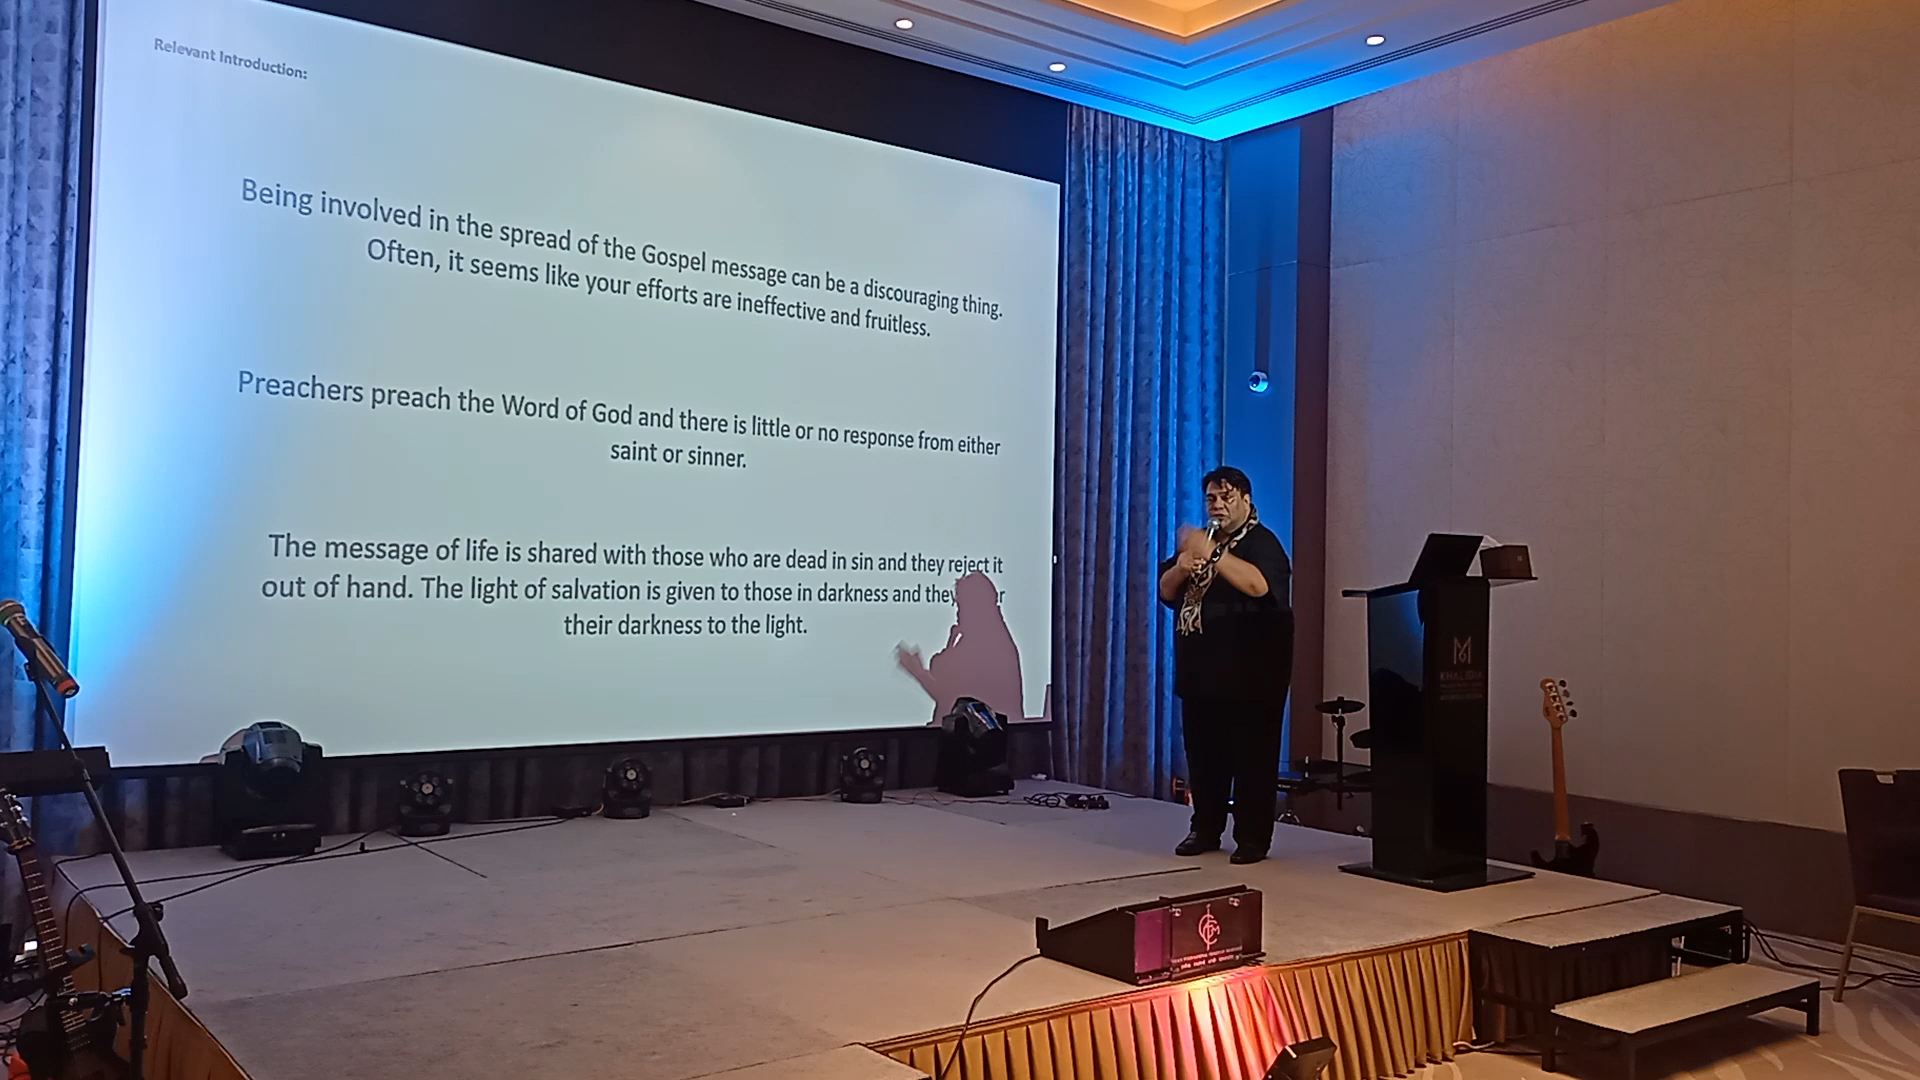 Relevant Introduction:
Being involved in the spread of the Gospel message can be a discouraging thing.
Often, it seems like your efforts are ineffective and fruitless.
Preachers preach the Word of God and there is little or no response from either
saint or sinner.
The message of life is shared with those who are dead in sin and they reject it
out of hand. The light of salvation is given to those in darkness and they
their darkness to the light.
KHALIDIA